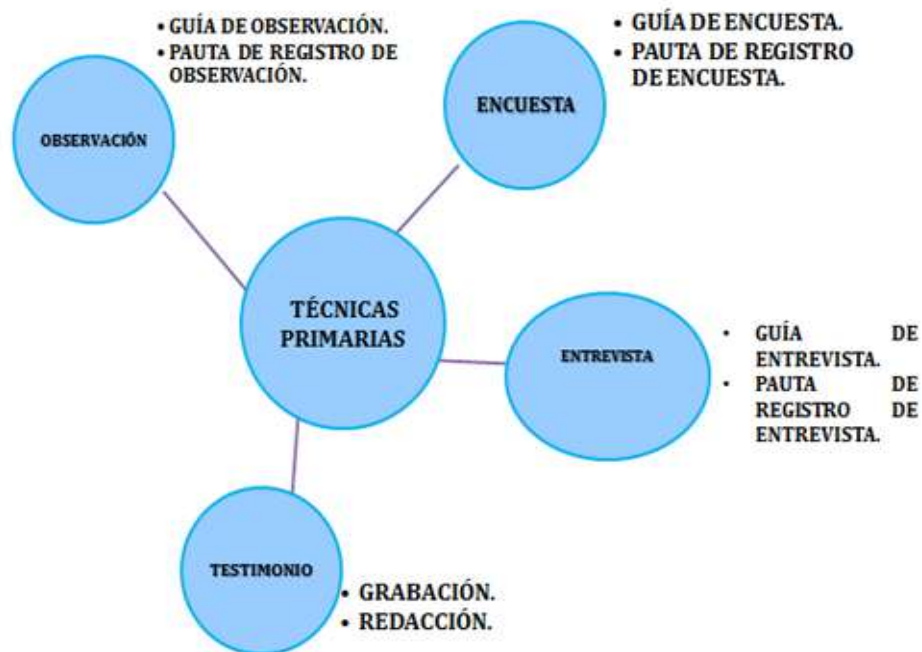 • GUÍA DE OBSERVACIÓN.
• PAUTA DE REGISTRO DE
OBSERVACIÓN.
OBSERVACIÓN
• GUÍA DE ENCUESTA.
• PAUTA DE REGISTRO
DE ENCUESTA.
ENCUESTA
TÉCNICAS
PRIMARIAS
ENTREVISTA
• GUÍA DE
ENTREVISTA.
• PAUTA DE
REGISTRO DE
ENTREVISTA.
TESTIMONIO
• GRABACIÓN.
• REDACCIÓN.